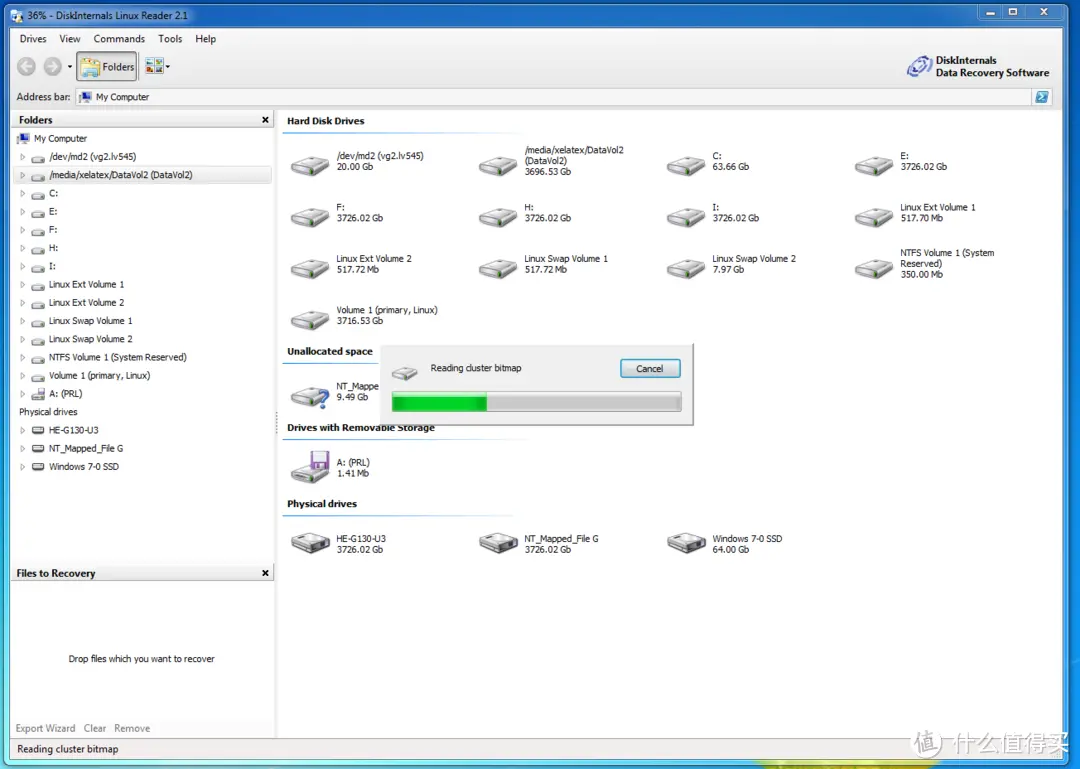 36% - DiskInternals Linux Reader 2.1
Drives View Commands Tools Help
Folders
DiskInternals
Data Recovery Software
Address bar: My Computer
Folders
My Computer
/dev/md2 (vg2.lv545)
/media/xelatex/DataVol2 (DataVol2)
C:
E:
F:
H:
I:
Linux Ext Volume 1
Linux Ext Volume 2
Linux Swap Volume 1
Linux Swap Volume 2
NTFS Volume 1 (System Reserved)
Volume 1 (primary, Linux)
A: (PRL)
Physical drives
HE-G130-U3
NT_Mapped_File G
Windows 7-0 SSD
Files to Recovery
Drop files which you want to recover
Export Wizard Clear Remove
Hard Disk Drives
/dev/md2 (vg2.lv545)
20.00 Gb
/media/xelatex/DataVol2
(DataVol2)
3696.53 Gb
C:
63.66 Gb
E:
3726.02 Gb
F:
3726.02 Gb
H:
3726.02 Gb
I:
3726.02 Gb
Linux Ext Volume 1
517.70 Mb
Linux Ext Volume 2
517.72 Mb
Linux Swap Volume 1
517.72 Mb
Linux Swap Volume 2
7.97 Gb
NTFS Volume 1 (System
Reserved)
350.00 Mb
Volume 1 (primary, Linux)
3716.53 Gb
Unallocated space
NT_Mappe
9.49 Gb
Reading cluster bitmap
Cancel
Drives with Removable Storage
A: (PRL)
1.41 Mb
Physical drives
HE-G130-U3
3726.02 Gb
NT_Mapped_File G
3726.02 Gb
Windows 7-0 SSD
64.00 Gb
Reading cluster bitmap
值 什么值得买